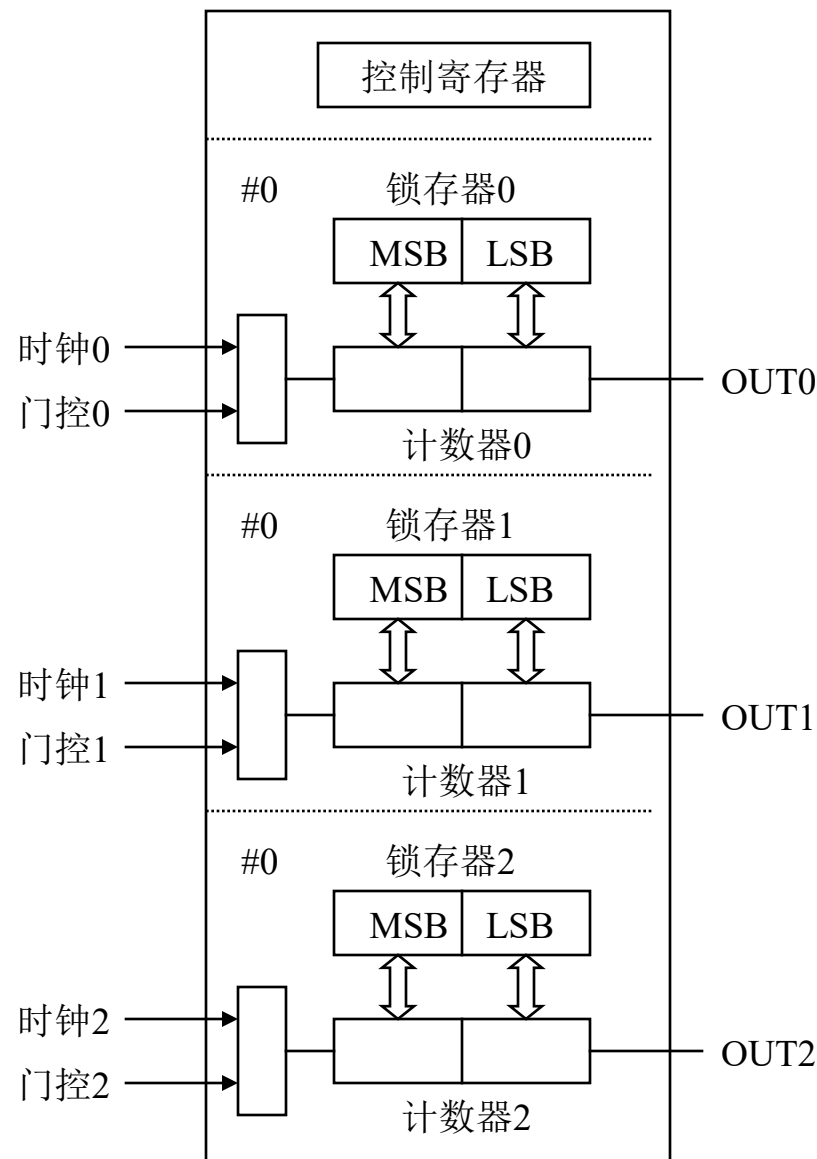 控制寄存器
#0 锁存器0
MSB LSB
时钟0
门控0
OUT0
计数器0
#0 锁存器1
MSB LSB
时钟1
门控1
OUT1
计数器1
#0 锁存器2
MSB LSB
时钟2
门控2
OUT2
计数器2